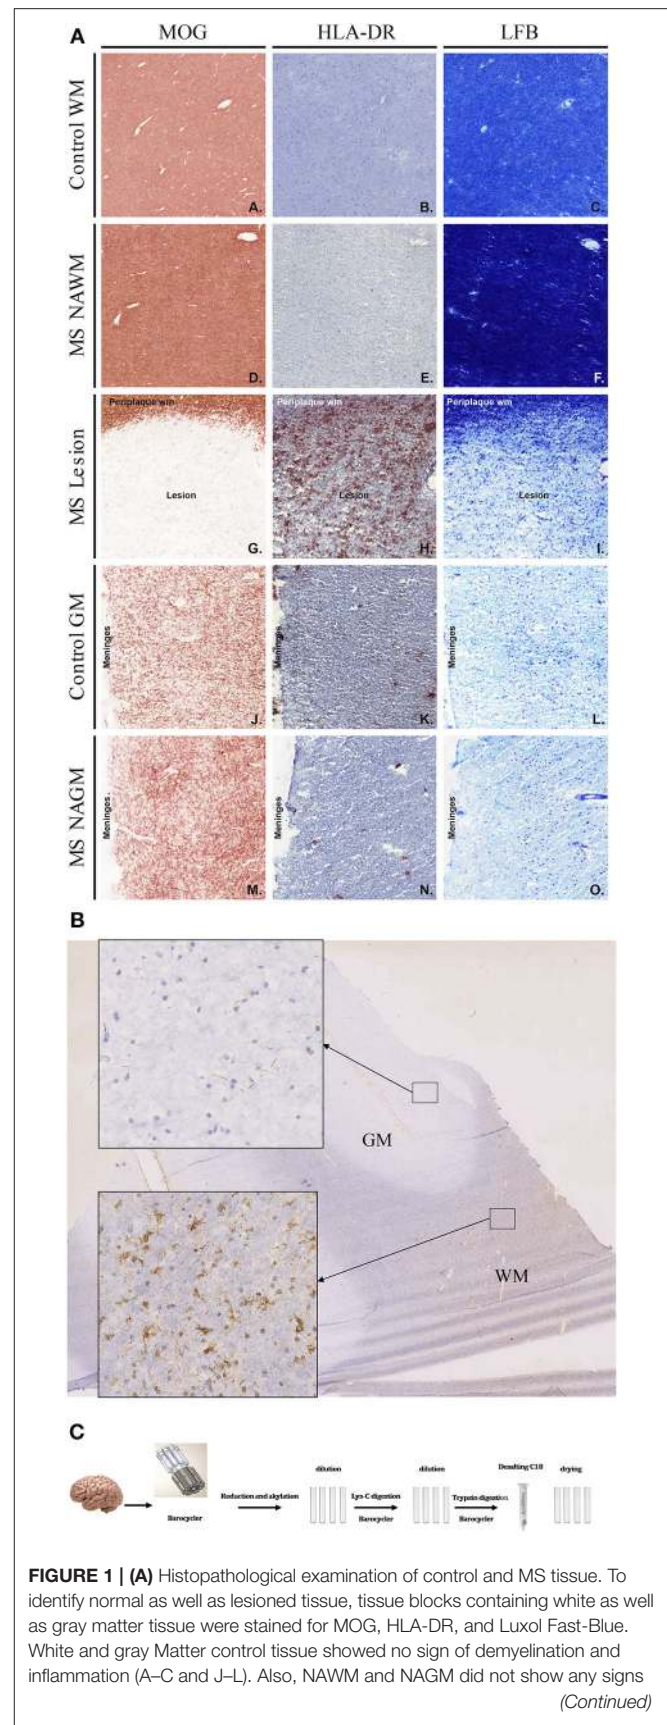 A
MOG HLA-DR LFB
Control WM
A. B. C.
MS NAWM
D. E. F.
MS Lesion
Periplaque wm Periplaque wm Periplaque wm
Lesion Lesion Lesion
G. H. I.
Control GM
Meninges Meninges Meninges
J. K. L.
MS NAGM
Meninges Meninges Meninges
M. N. O.
B
GM
WM
C
dilution dilution Desalting C18 drying
Reduction and alkylation Lys-C digestion Trypsin digestion
Barocycler Barocycler Barocycler
FIGURE 1 | (A) Histopathological examination of control and MS tissue. To
identify normal as well as lesioned tissue, tissue blocks containing white as well
as gray matter tissue were stained for MOG, HLA-DR, and Luxol Fast-Blue.
White and gray Matter control tissue showed no sign of demyelination and
inflammation (A–C and J–L). Also, NAWM and NAGM did not show any signs
(Continued)